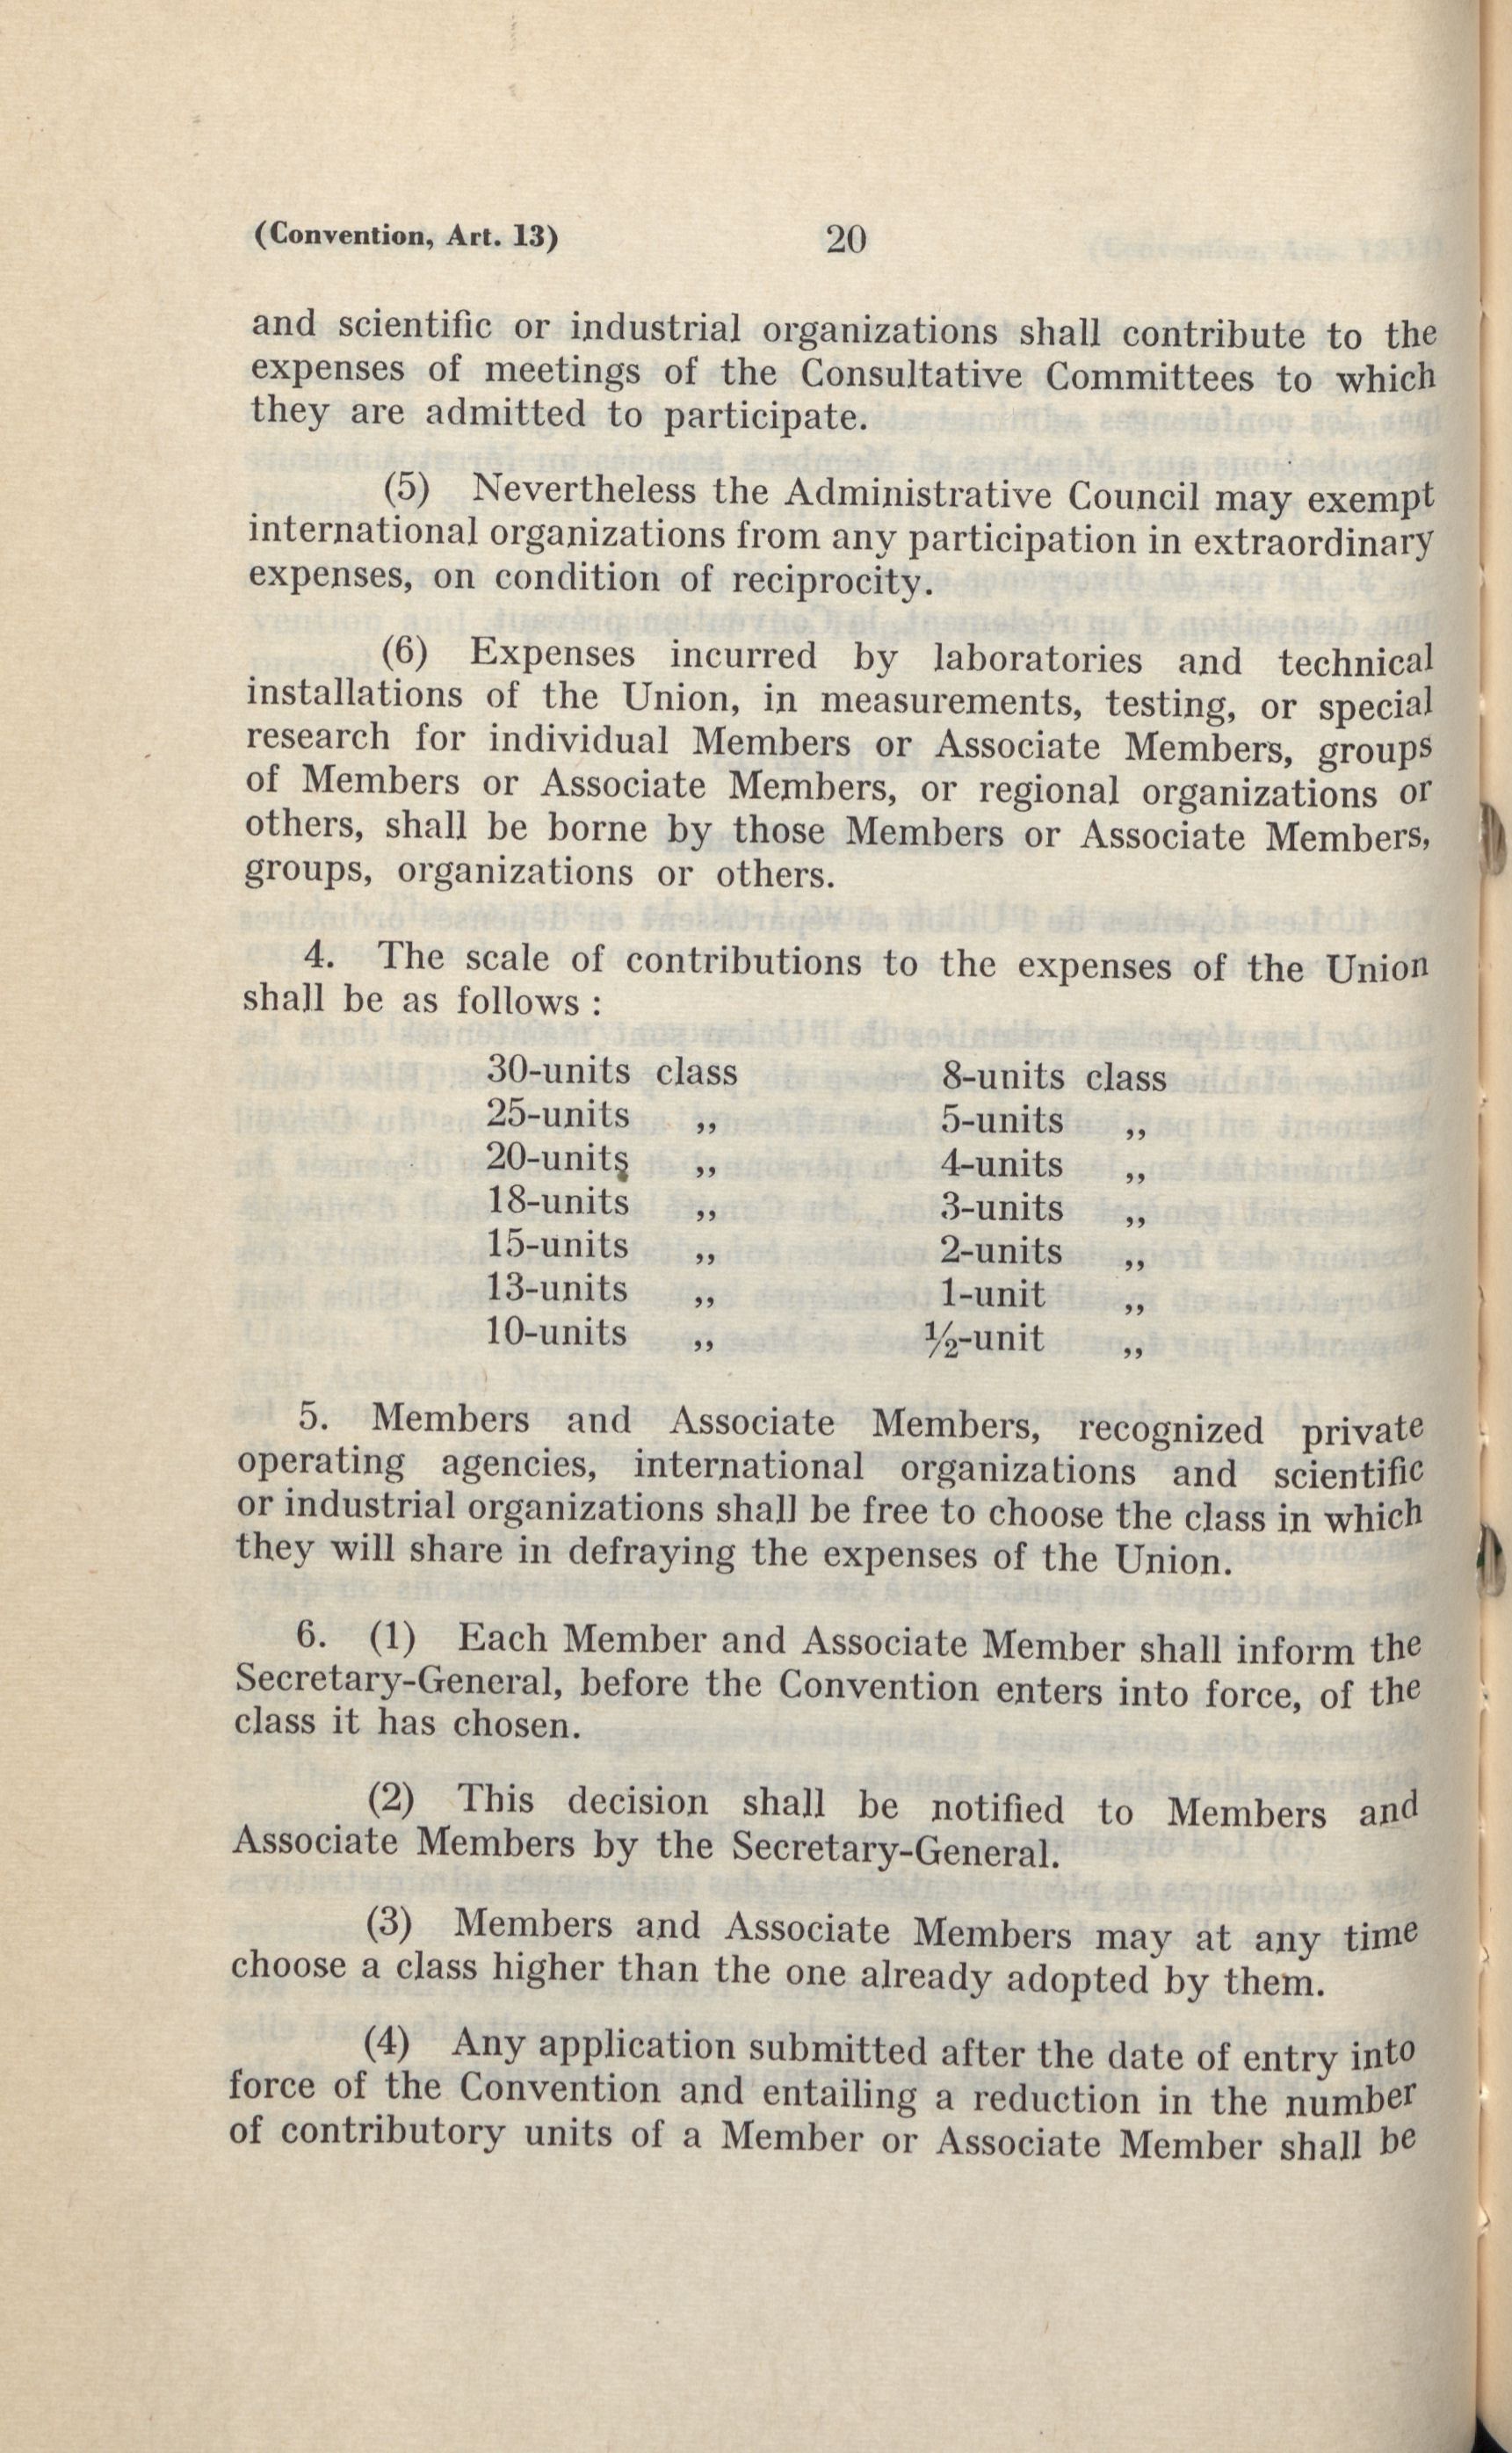 (Convention, Art. 13) 20
and scientific or industrial organizations shall contribute to the
expenses of meetings of the Consultative Committees to which
they are admitted to participate.
(5) Nevertheless the Administrative Council may exempt
international organizations from any participation in extraordinary
expenses, on condition of reciprocity.
(6) Expenses incurred by laboratories and technical
installations of the Union, in measurements, testing, or special
research for individual Members or Associate Members, groups
of Members or Associate Members, or regional organizations or
others, shall be borne by those Members or Associate Members,
groups, organizations or others.
4. The scale of contributions to the expenses of the Union
shall be as follows :
30-units class 8-units class
25-units ,, 5-units ,,
20-units ,, 4-units ,,
18-units ,, 3-units ,,
15-units ,, 2-units ,,
13-units ,, 1-unit ,,
10-units ,, ½-unit ,,
5. Members and Associate Members, recognized private
operating agencies, international organizations and scientific
or industrial organizations shall be free to choose the class in which
they will share in defraying the expenses of the Union.
6. (1) Each Member and Associate Member shall inform the
Secretary-General, before the Convention enters into force, of the
class it has chosen.
(2) This decision shall be notified to Members and
Associate Members by the Secretary-General.
(3) Members and Associate Members may at any time
choose a class higher than the one already adopted by them.
(4) Any application submitted after the date of entry into
force of the Convention and entailing a reduction in the number
of contributory units of a Member or Associate Member shall be